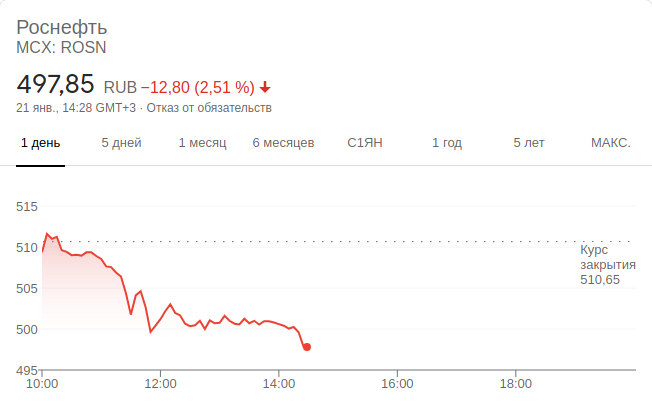 Роснефть
MCX: ROSN
497,85 RUB −12,80 (2,51 %)
21 янв., 14:28 GMT+3 · Отказ от обязательств
1 день 5 дней 1 месяц 6 месяцев С1ЯН 1 год 5 лет МАКС.
515
510
Курс
закрытия
510,65
505
500
495
10:00 12:00 14:00 16:00 18:00